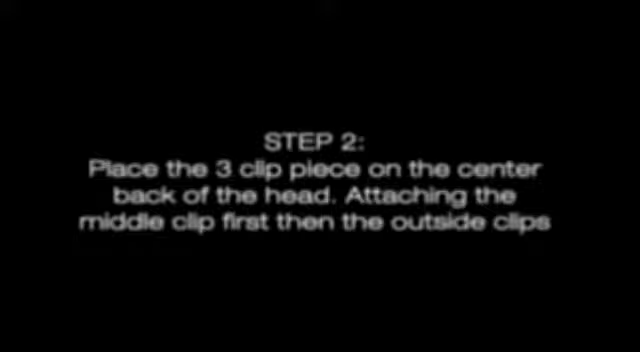 STEP 2:
Place the 3 clip piece on the center
back of the head. Attaching the
middle clip first then the outside clips